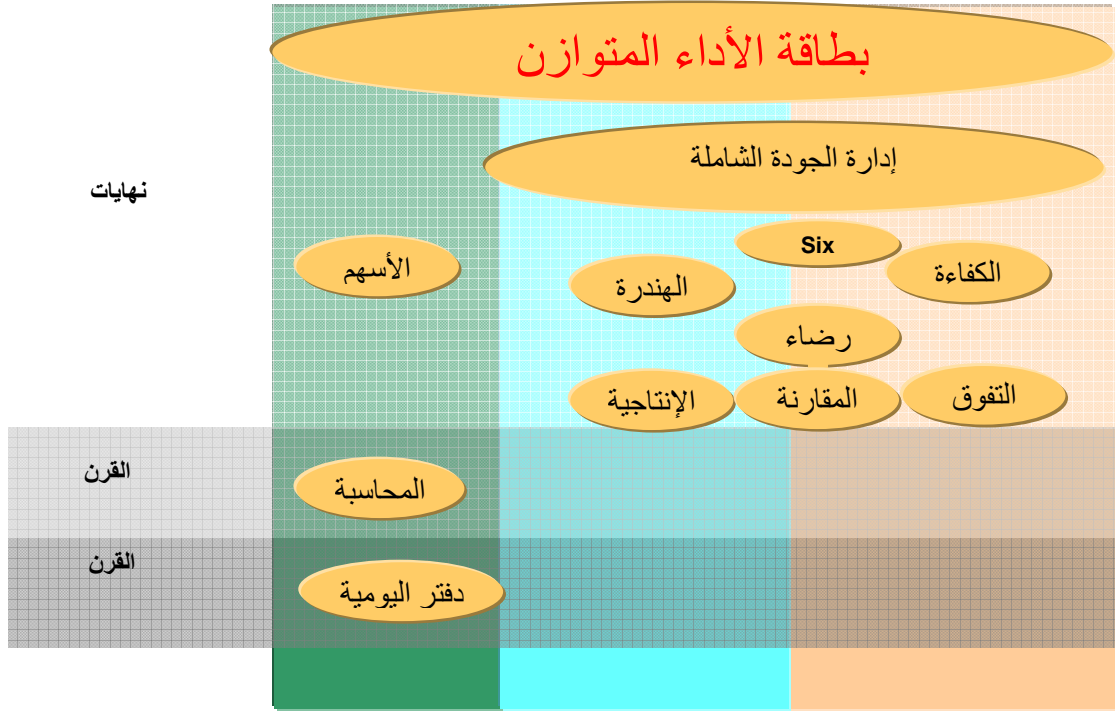 بطاقة الأداء المتوازن
إدارة الجودة الشاملة
نهايات
Six
الكفاءة
الأسهم
الهندرة
رضاء
التفوق
المقارنة
الإنتاجية
القرن
المحاسبة
القرن
دفتر اليومية